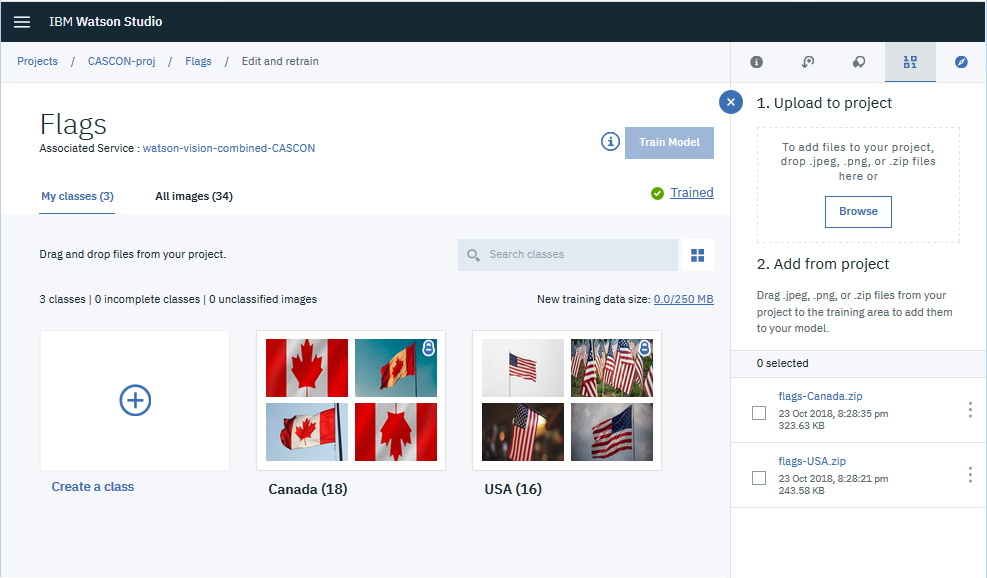 IBM Watson Studio
Projects / CASCON-proj / Flags / Edit and retrain
Flags
Associated Service : watson-vision-combined-CASCON
Train Model
My classes (3)
All images (34)
Trained
Drag and drop files from your project.
Search classes
3 classes | 0 incomplete classes | 0 unclassified images
New training data size: 0.0/250 MB
Create a class
Canada (18)
USA (16)
1. Upload to project
To add files to your project,
drop .jpeg, .png, or .zip files
here or
Browse
2. Add from project
Drag .jpeg, .png, or .zip files from your
project to the training area to add them
to your model.
0 selected
flags-Canada.zip
23 Oct 2018, 8:28:35 pm
323.63 KB
flags-USA.zip
23 Oct 2018, 8:28:21 pm
243.58 KB